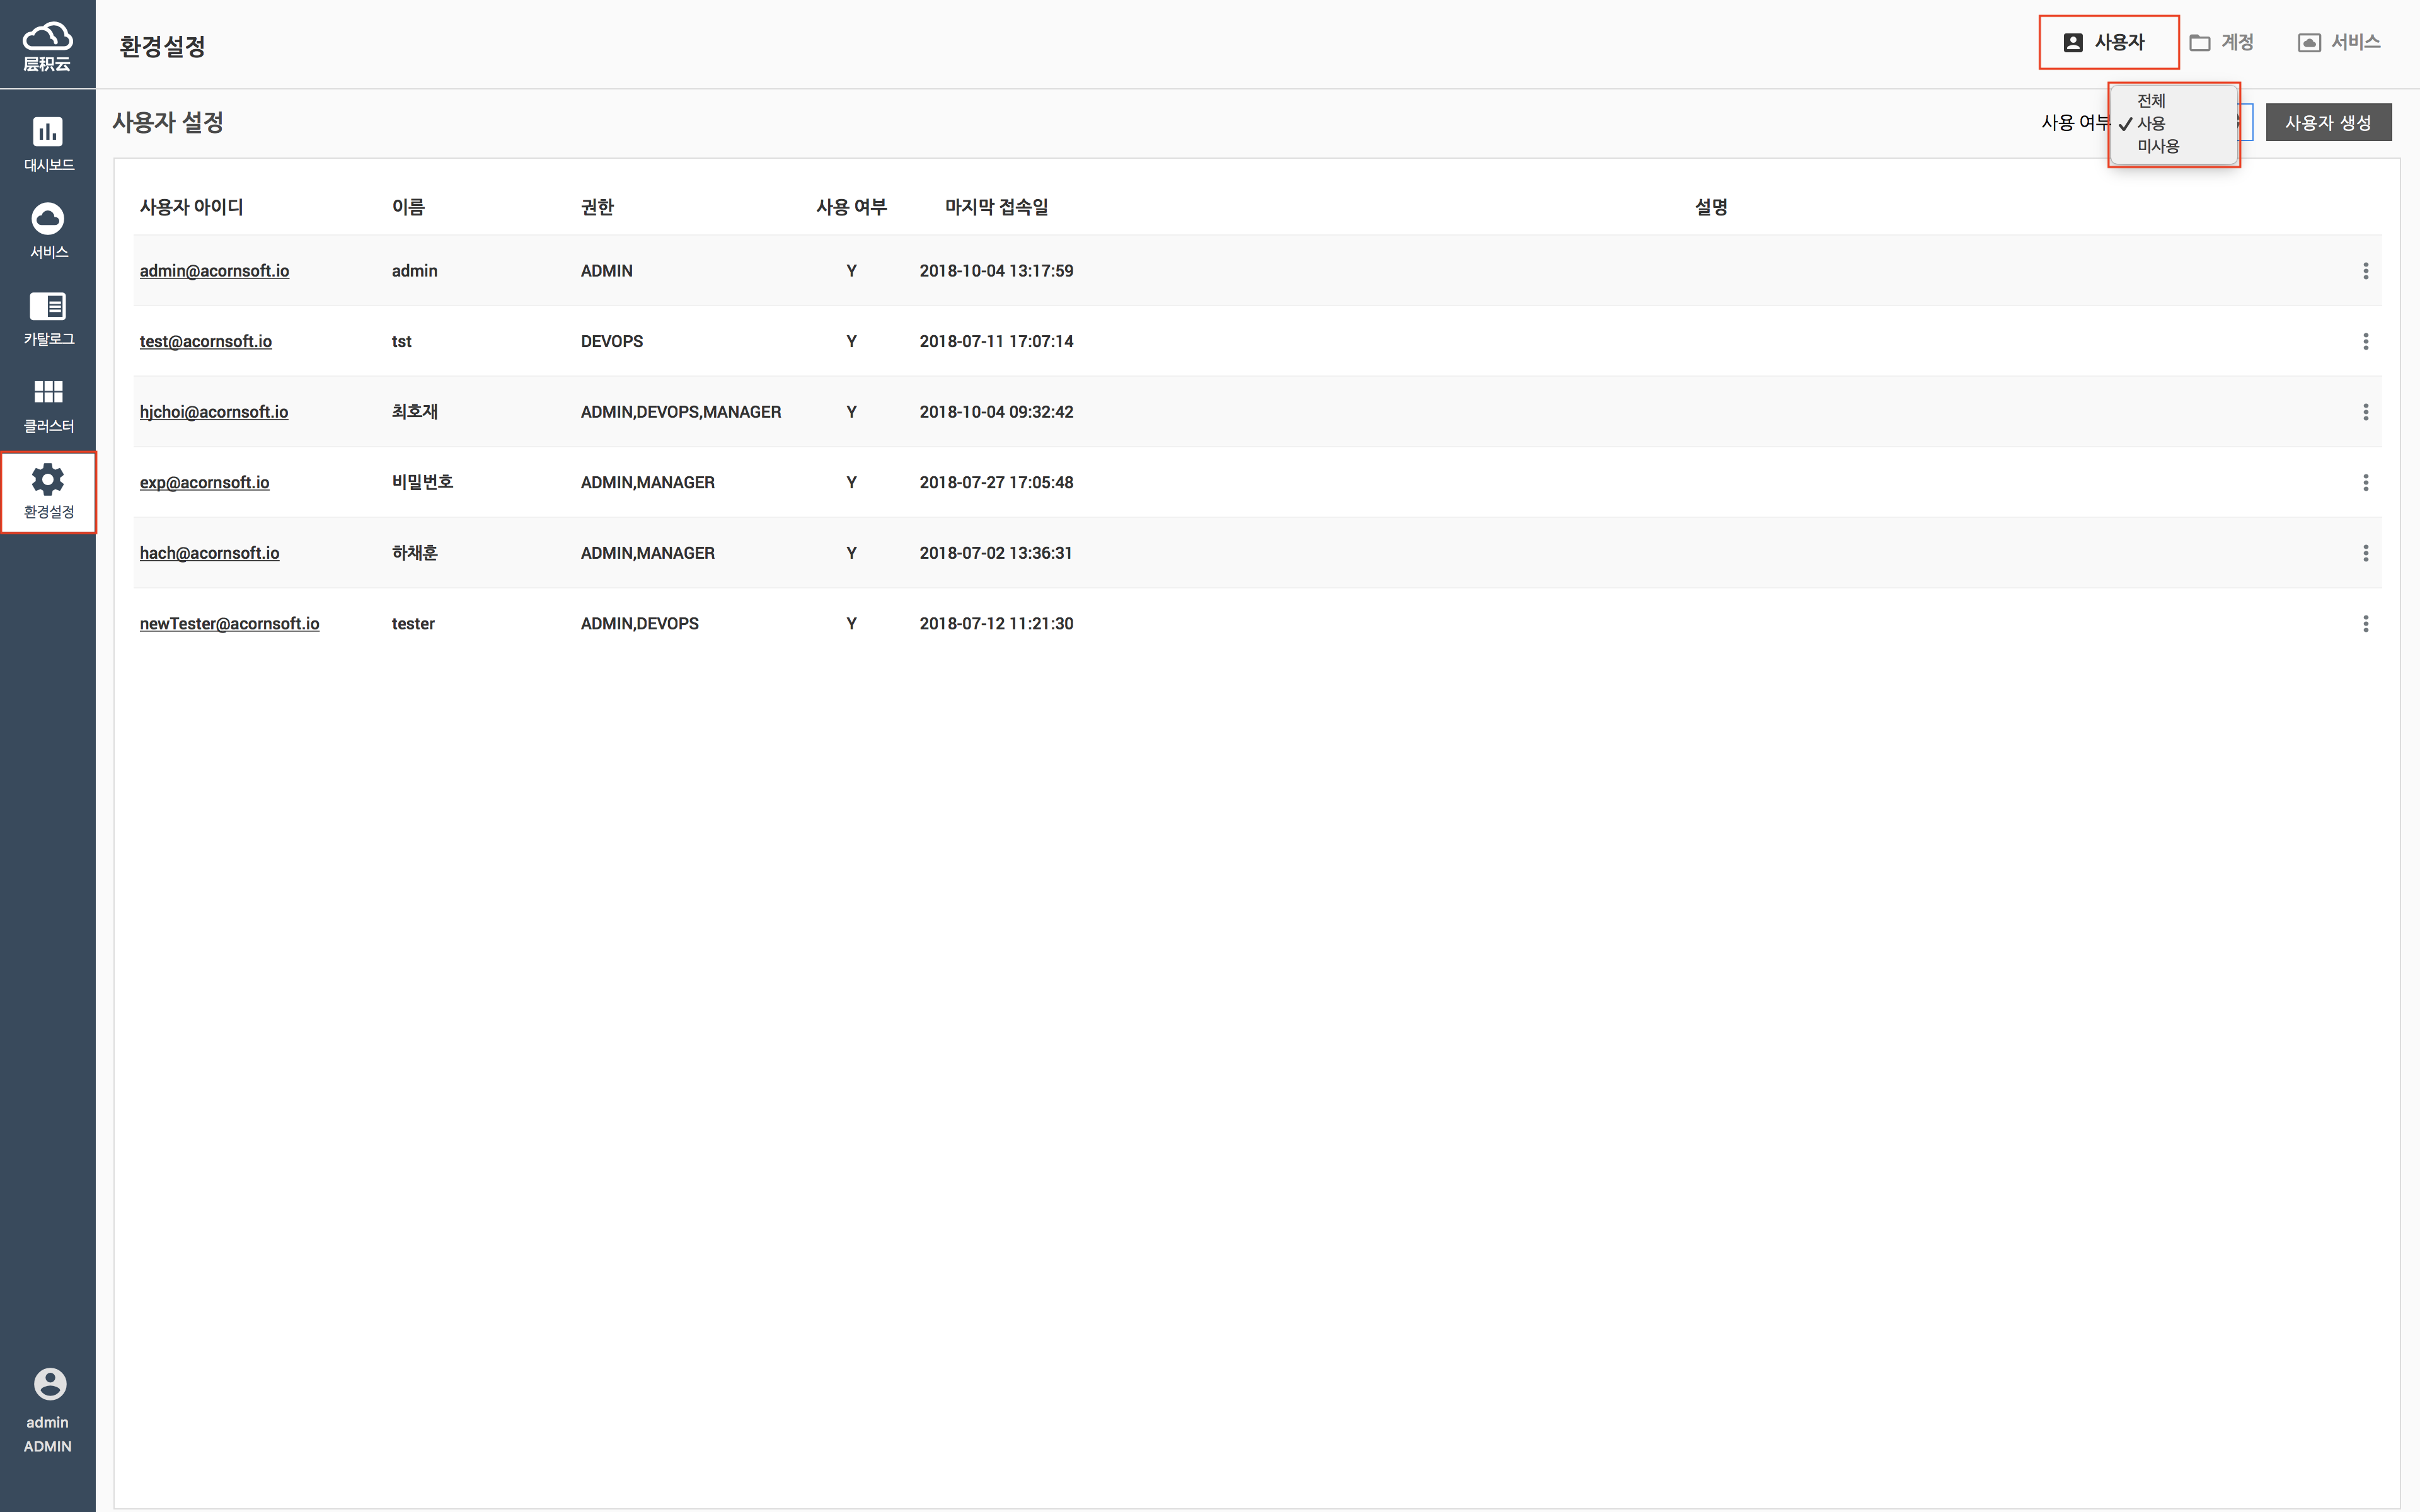 层积云
환경설정
사용자
계정
서비스
사용자 설정
사용 여부
전체
사용
미사용
사용자 생성
대시보드
서비스
카탈로그
클러스터
환경설정
사용자 아이디 이름 권한 사용 여부 마지막 접속일 설명
admin@acornsoft.io admin ADMIN Y 2018-10-04 13:17:59
test@acornsoft.io tst DEVOPS Y 2018-07-11 17:07:14
hjchoi@acornsoft.io 최호재 ADMIN,DEVOPS,MANAGER Y 2018-10-04 09:32:42
exp@acornsoft.io 비밀번호 ADMIN,MANAGER Y 2018-07-27 17:05:48
hach@acornsoft.io 하채훈 ADMIN,MANAGER Y 2018-07-02 13:36:31
newTester@acornsoft.io tester ADMIN,DEVOPS Y 2018-07-12 11:21:30
admin
ADMIN